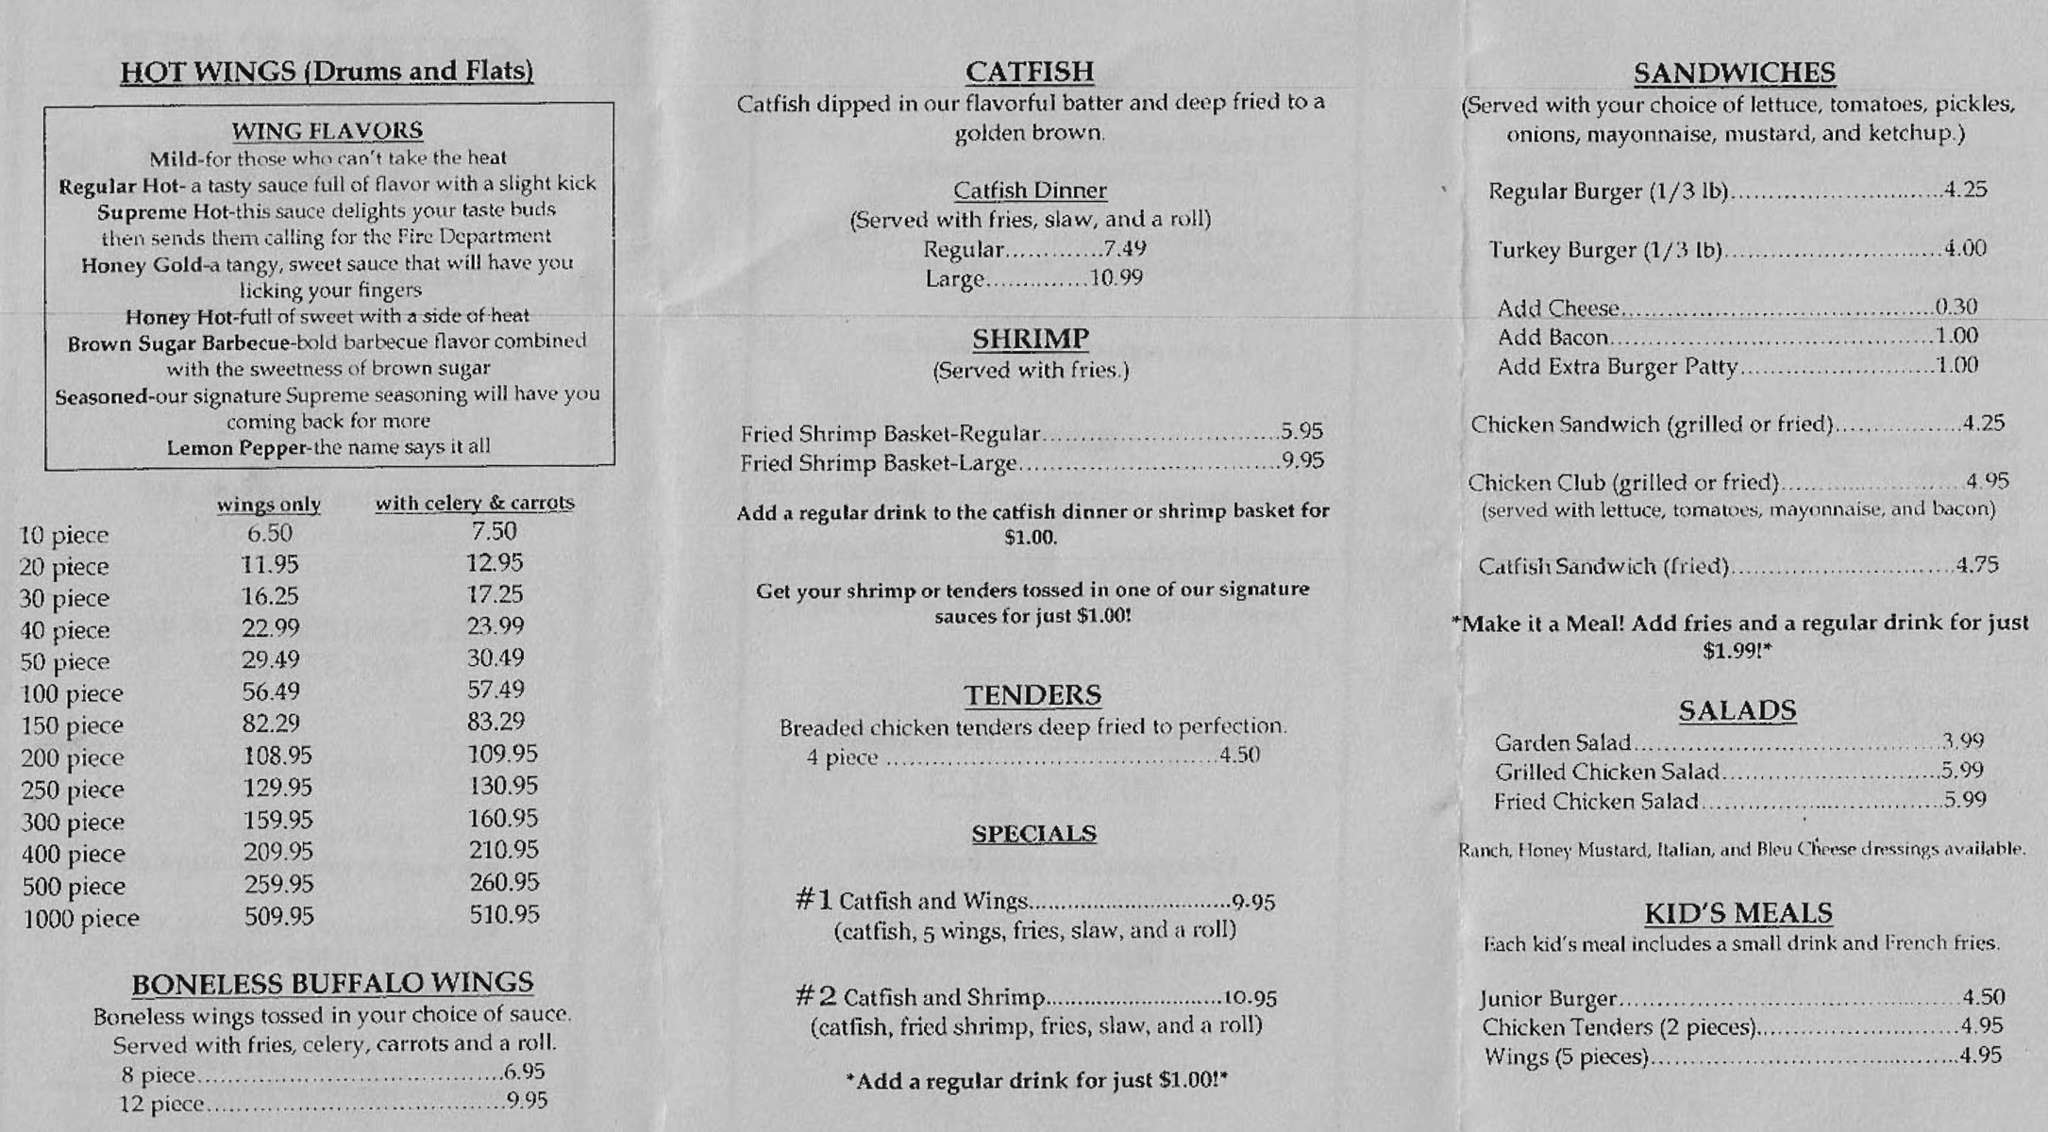 HOT WINGS (Drums and Flats)
WING FLAVORS
Mild-for those who can't take the heat
Regular Hot- a tasty sauce full of flavor with a slight kick
Supreme Hot-this sauce delights your taste buds
then sends them calling for the Fire Department
Honey Gold-a tangy, sweet sauce that will have you
licking your fingers
Honey Hot-full of sweet with a side of heat
Brown Sugar Barbecue-bold barbecue flavor combined
with the sweetness of brown sugar
Seasoned-our signature Supreme seasoning will have you
coming back for more
Lemon Pepper-the name says it all
wings only with celery & carrots
10 piece 6.50 7.50
20 piece 11.95 12.95
30 piece 16.25 17.25
40 piece 22.99 23.99
50 piece 29.49 30.49
100 piece 56.49 57.49
150 piece 82.29 83.29
200 piece 108.95 109.95
250 piece 129.95 130.95
300 piece 159.95 160.95
400 piece 209.95 210.95
500 piece 259.95 260.95
1000 piece 509.95 510.95
BONELESS BUFFALO WINGS
Boneless wings tossed in your choice of sauce.
Served with fries, celery, carrots and a roll.
8 piece......................................6.95
12 piece.....................................9.95
CATFISH
Catfish dipped in our flavorful batter and deep fried to a
golden brown.
Catfish Dinner
(Served with fries, slaw, and a roll)
Regular.............7.49
Large..............10.99
SHRIMP
(Served with fries.)
Fried Shrimp Basket-Regular..............................5.95
Fried Shrimp Basket-Large.................................9.95
Add a regular drink to the catfish dinner or shrimp basket for
$1.00.
Get your shrimp or tenders tossed in one of our signature
sauces for just $1.00!
TENDERS
Breaded chicken tenders deep fried to perfection.
4 piece ..........................................4.50
SPECIALS
#1 Catfish and Wings..............................9.95
(catfish, 5 wings, fries, slaw, and a roll)
#2 Catfish and Shrimp..........................10.95
(catfish, fried shrimp, fries, slaw, and a roll)
*Add a regular drink for just $1.00!*
SANDWICHES
(Served with your choice of lettuce, tomatoes, pickles,
onions, mayonnaise, mustard, and ketchup.)
Regular Burger (1/3 lb)...........................4.25
Turkey Burger (1/3 lb)...........................4.00
Add Cheese.......................................0.30
Add Bacon........................................1.00
Add Extra Burger Patty........................1.00
Chicken Sandwich (grilled or fried)................4.25
Chicken Club (grilled or fried)......................4.95
(served with lettuce, tomatoes, mayonnaise, and bacon)
Catfish Sandwich (fried)............................4.75
*Make it a Meal! Add fries and a regular drink for just
$1.99!*
SALADS
Garden Salad.......................................3.99
Grilled Chicken Salad...........................5.99
Fried Chicken Salad..............................5.99
Ranch, Honey Mustard, Italian, and Bleu Cheese dressings available.
KID'S MEALS
Each kid's meal includes a small drink and French fries.
Junior Burger.......................................4.50
Chicken Tenders (2 pieces).......................4.95
Wings (5 pieces)...................................4.95